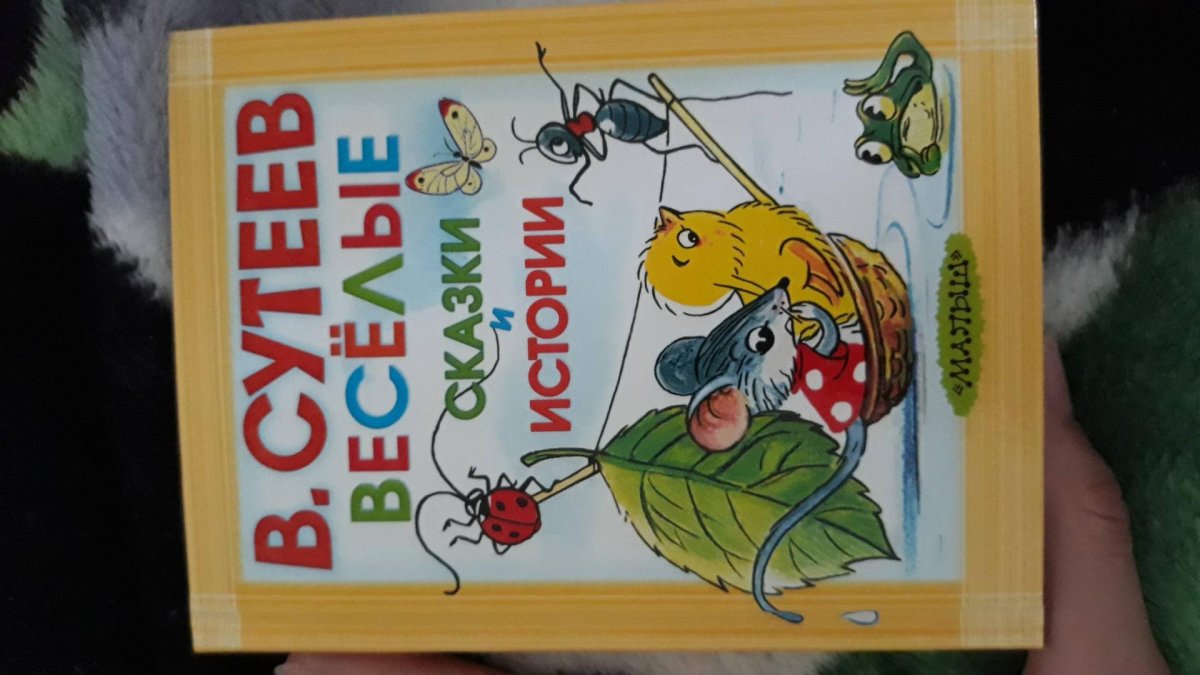 В. СУТЕЕВ
ВЕСЁЛЫЕ
СКАЗКИ
И
ИСТОРИИ
«МАЛЫШ»